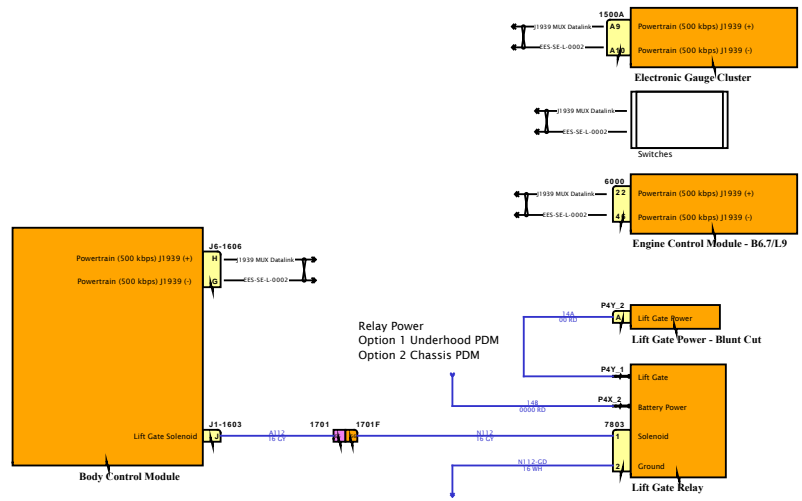 1500A
J1939 MUX Datalink
A9
Powertrain (500 kbps) J1939 (+)
EES-SE-L-0002
A10
Powertrain (500 kbps) J1939 (-)
Electronic Gauge Cluster
J1939 MUX Datalink
EES-SE-L-0002
Switches
6000
J1939 MUX Datalink
22
Powertrain (500 kbps) J1939 (+)
EES-SE-L-0002
Powertrain (500 kbps) J1939 (-)
Engine Control Module - B6.7/L9
J6-1606
Powertrain (500 kbps) J1939 (+)
H
J1939 MUX Datalink
Powertrain (500 kbps) J1939 (-)
G
EES-SE-L-0002
P4Y_2
14A
00 RD
A
Lift Gate Power
Lift Gate Power - Blunt Cut
Relay Power
Option 1 Underhood PDM
Option 2 Chassis PDM
P4Y_1
Lift Gate
P4X_2
14B
0000 RD
Battery Power
J1-1603
Lift Gate Solenoid
J
A112
16 GY
1701
1701F
N112
16 GY
7803
1
Solenoid
N112-GD
16 WH
2
Ground
Body Control Module
Lift Gate Relay